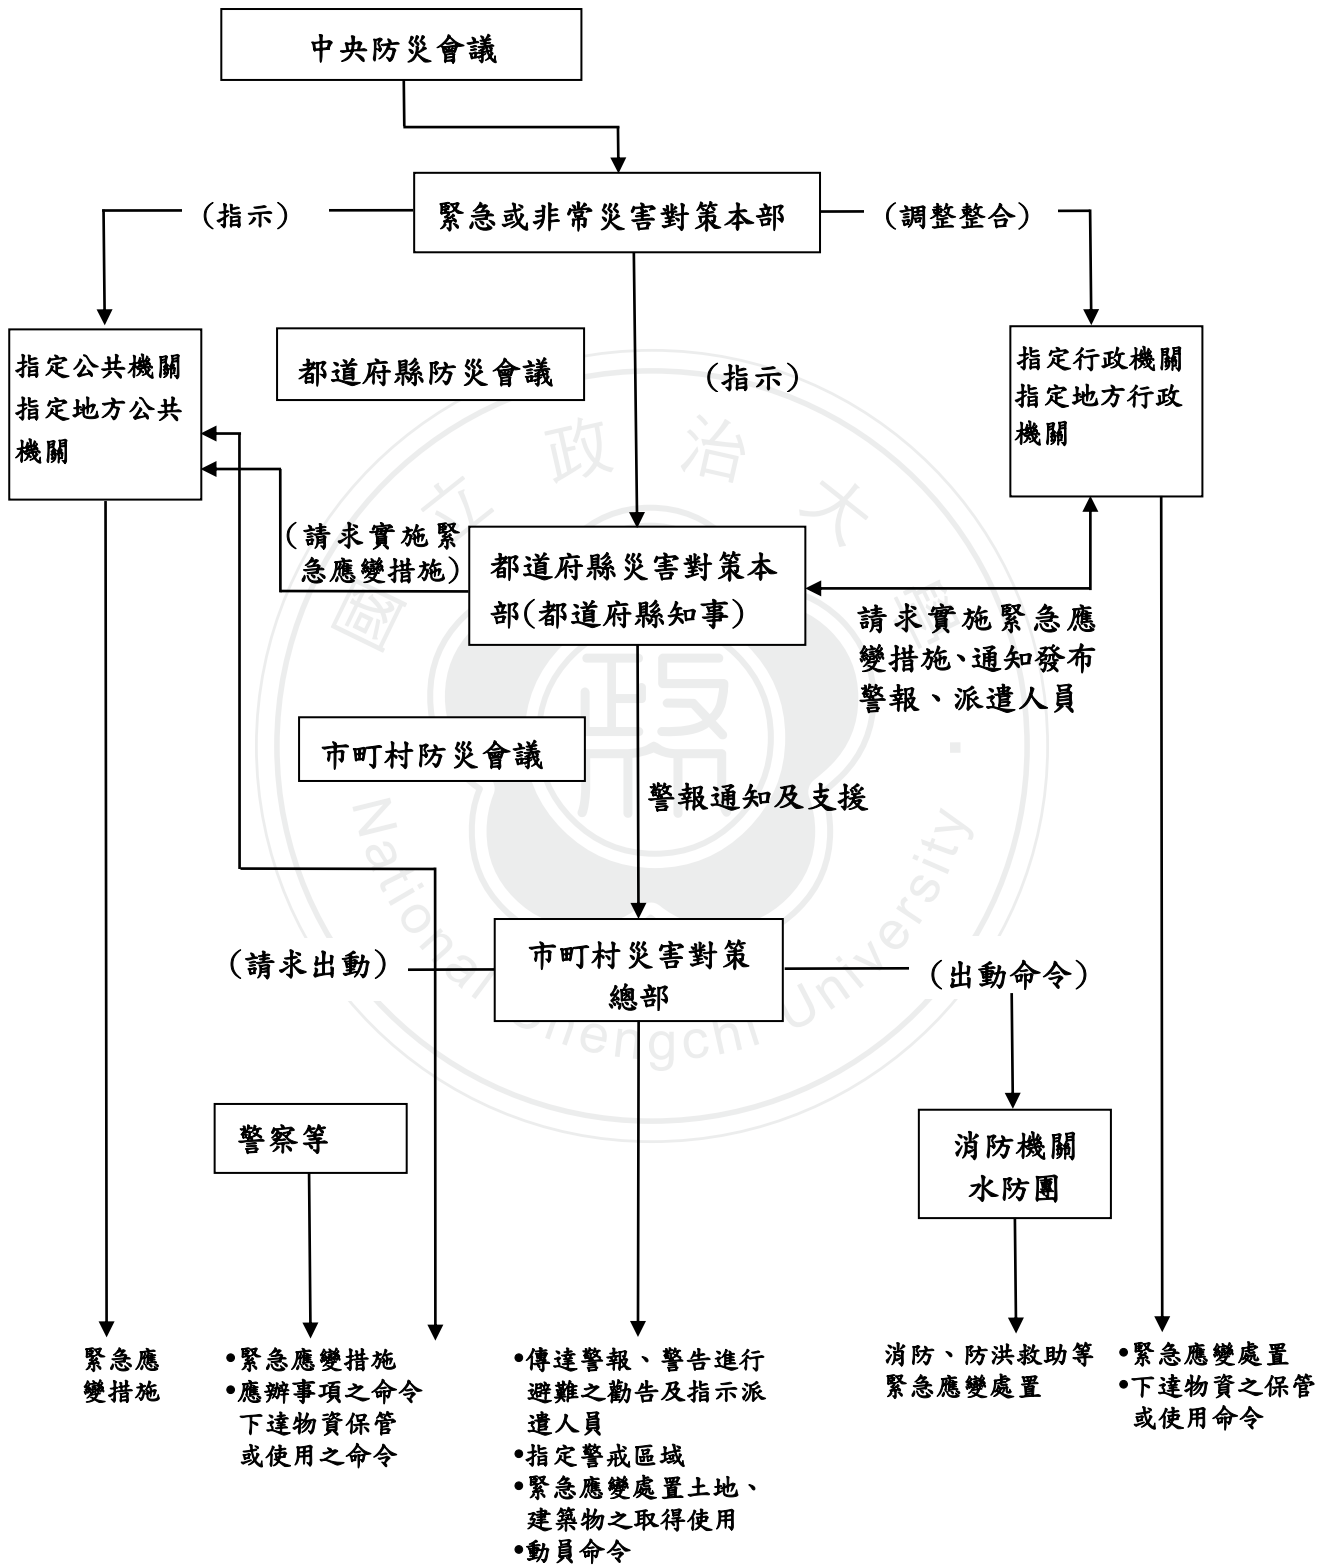 中央防災會議
緊急或非常災害對策本部
（指示）
（調整整合）
指定公共機關
指定地方公共
機關
都道府縣防災會議
（指示）
指定行政機關
指定地方行政
機關
（請求實施緊
急應變措施）
都道府縣災害對策本
部(都道府縣知事)
請求實施緊急應
變措施、通知發布
警報、派遣人員
市町村防災會議
警報通知及支援
（請求出動）
市町村災害對策
總部
（出動命令）
警察等
消防機關
水防團
緊急應
變措施
•緊急應變措施
•應辦事項之命令
下達物資保管
或使用之命令
•傳達警報、警告進行
避難之勸告及指示派
遣人員
•指定警戒區域
•緊急應變處置土地、
建築物之取得使用
•動員命令
消防、防洪救助等
緊急應變處置
•緊急應變處置
•下達物資之保管
或使用命令
國立政治大學
National Chengchi University